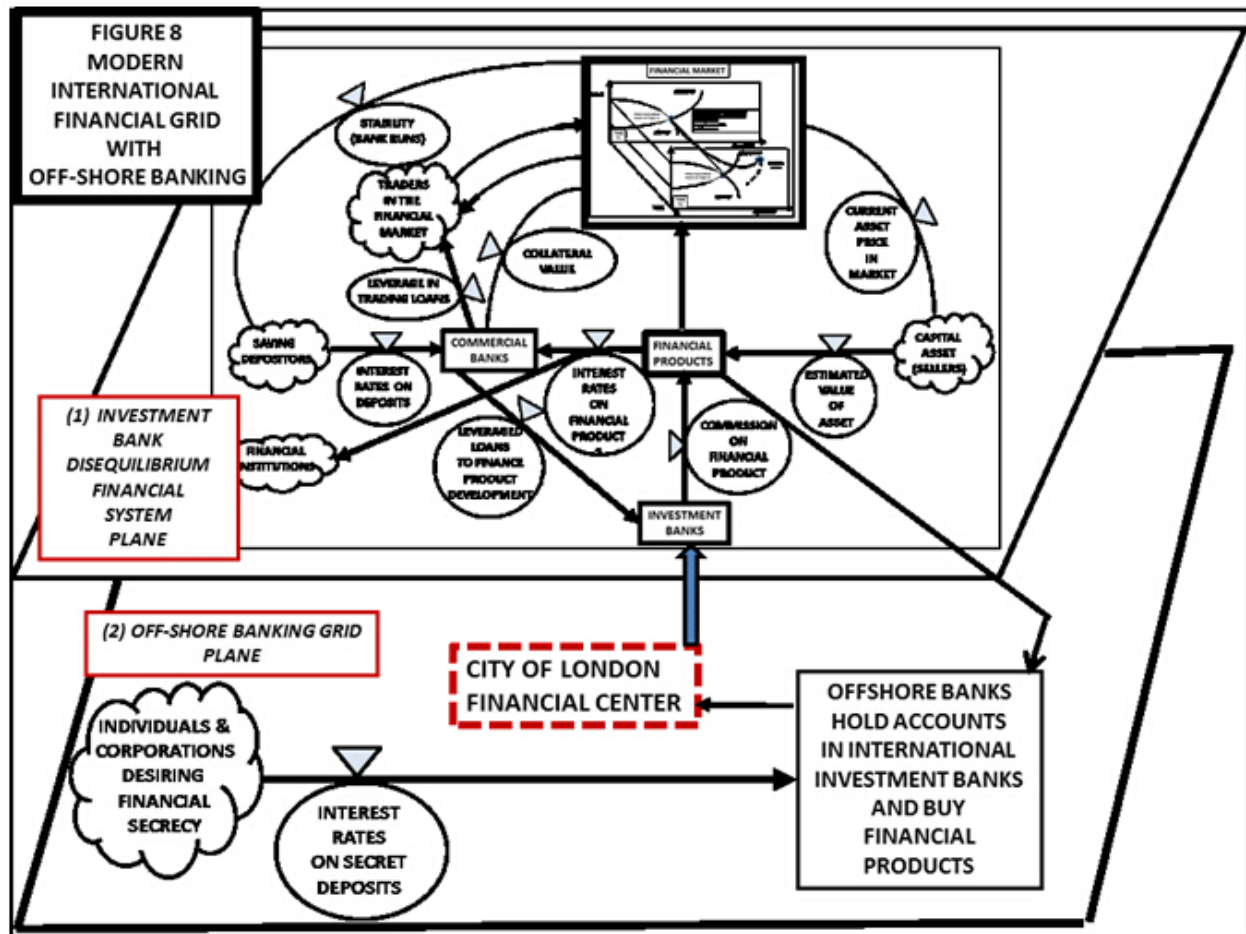 FIGURE 8
MODERN
INTERNATIONAL
FINANCIAL GRID
WITH
OFF-SHORE BANKING
FINANCIAL MARKET
STABILITY
(BANK RUNS)
TRADERS
IN THE
FINANCIAL
MARKET
COLLATERAL
VALUE
CURRENT
ASSET
PRICE
IN
MARKET
LEVERAGE IN
TRADING LOANS
SAVING
DEPOSITORS
COMMERCIAL
BANKS
FINANCIAL
PRODUCTS
CAPITAL
ASSET
(SELLERS)
INTEREST
RATES ON
DEPOSITS
INTEREST
RATES
ON
FINANCIAL
PRODUCT
S
ESTIMATED
VALUE
OF
ASSET
(1) INVESTMENT
BANK
DISEQUILIBRIUM
FINANCIAL
SYSTEM
PLANE
FINANCIAL
INSTITUTIONS
LEVERAGED
LOANS
TO FINANCE
PRODUCT
DEVELOPMENT
COMMISSION
ON
FINANCIAL
PRODUCT
INVESTMENT
BANKS
(2) OFF-SHORE BANKING GRID
PLANE
CITY OF LONDON
FINANCIAL CENTER
INDIVIDUALS &
CORPORATIONS
DESIRING
FINANCIAL
SECRECY
INTEREST
RATES
ON SECRET
DEPOSITS
OFFSHORE BANKS
HOLD ACCOUNTS
IN INTERNATIONAL
INVESTMENT BANKS
AND BUY
FINANCIAL
PRODUCTS